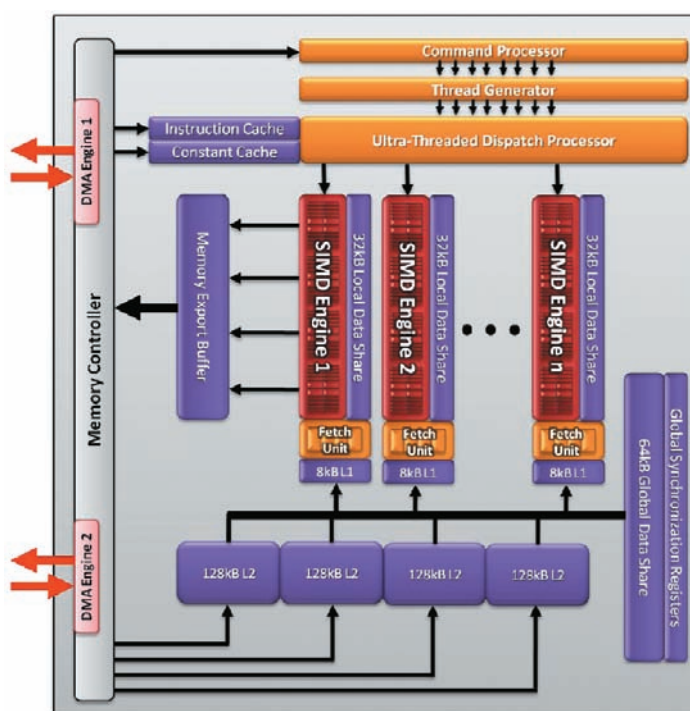 Command Processor
Thread Generator
Ultra-Threaded Dispatch Processor
Instruction Cache
Constant Cache
DMA Engine 1
Memory Controller
DMA Engine 2
Memory Export Buffer
SIMD Engine 1
32kB Local Data Share
SIMD Engine 2
32kB Local Data Share
SIMD Engine n
32kB Local Data Share
Fetch
Unit
Fetch
Unit
Fetch
Unit
8kB L1
8kB L1
8kB L1
64kB Global Data Share
Global Synchronization Registers
128kB L2
128kB L2
128kB L2
128kB L2